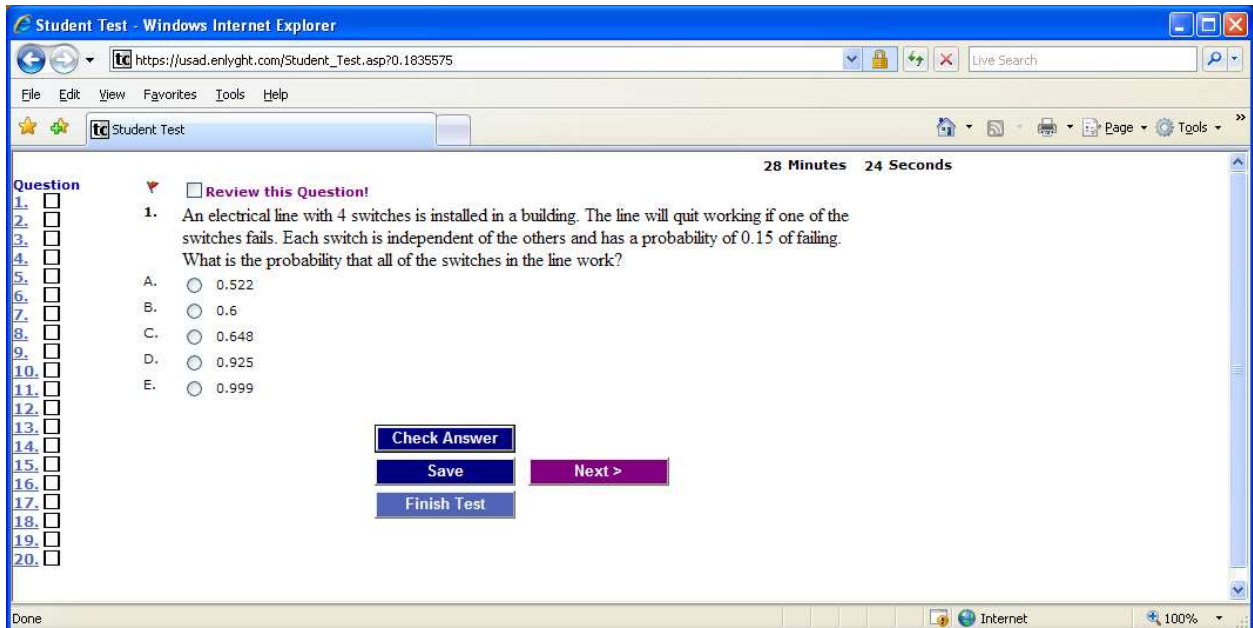 Student Test - Windows Internet Explorer
tc https://usad.enlyght.com/Student_Test.asp?0.1835575
Live Search
File Edit View Favorites Tools Help
tc Student Test
Page Tools »
28 Minutes 24 Seconds
Question
Review this Question!
1. An electrical line with 4 switches is installed in a building. The line will quit working if one of the
switches fails. Each switch is independent of the others and has a probability of 0.15 of failing.
What is the probability that all of the switches in the line work?
A. 0.522
B. 0.6
C. 0.648
D. 0.925
E. 0.999
1.
2.
3.
4.
5.
6.
7.
8.
9.
10.
11.
12.
13.
14.
15.
16.
17.
18.
19.
20.
Check Answer
Save Next >
Finish Test
Done Internet 100%